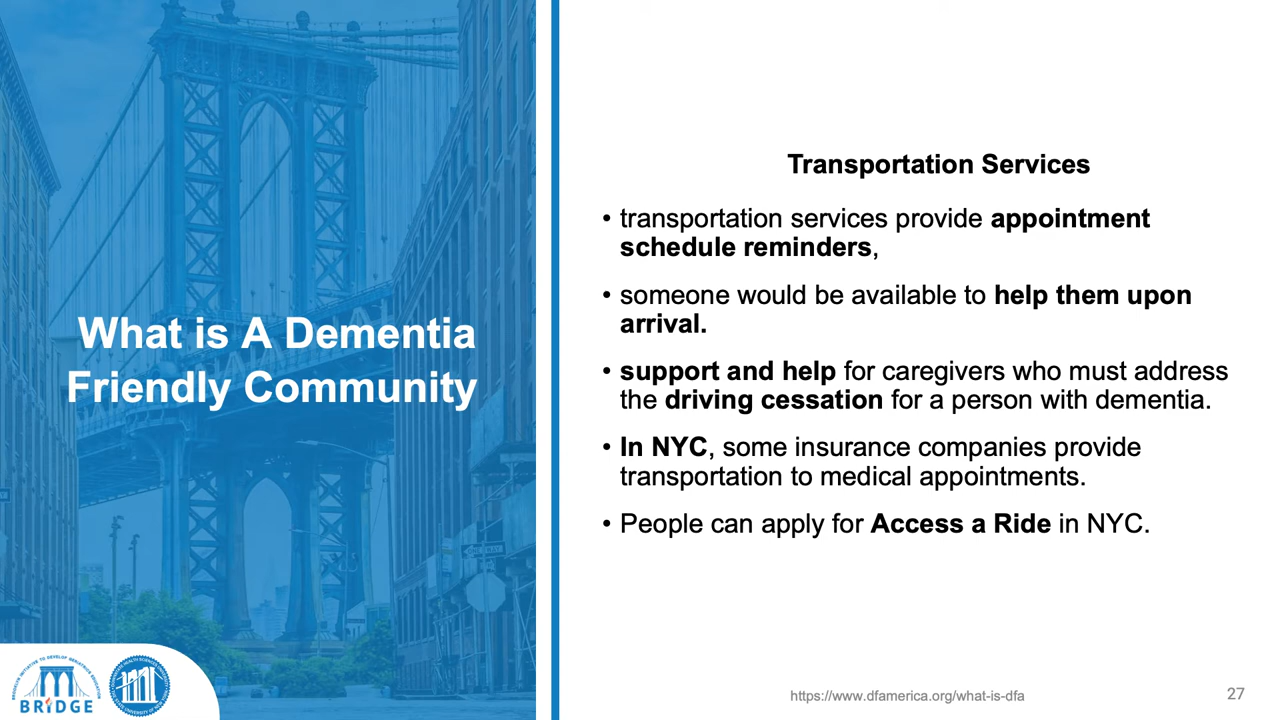 What is A Dementia
Friendly Community
Transportation Services
• transportation services provide appointment
schedule reminders,
• someone would be available to help them upon
arrival.
• support and help for caregivers who must address
the driving cessation for a person with dementia.
• In NYC, some insurance companies provide
transportation to medical appointments.
• People can apply for Access a Ride in NYC.
ONE WAY
BRIDGE
https://www.dfamerica.org/what-is-dfa
27